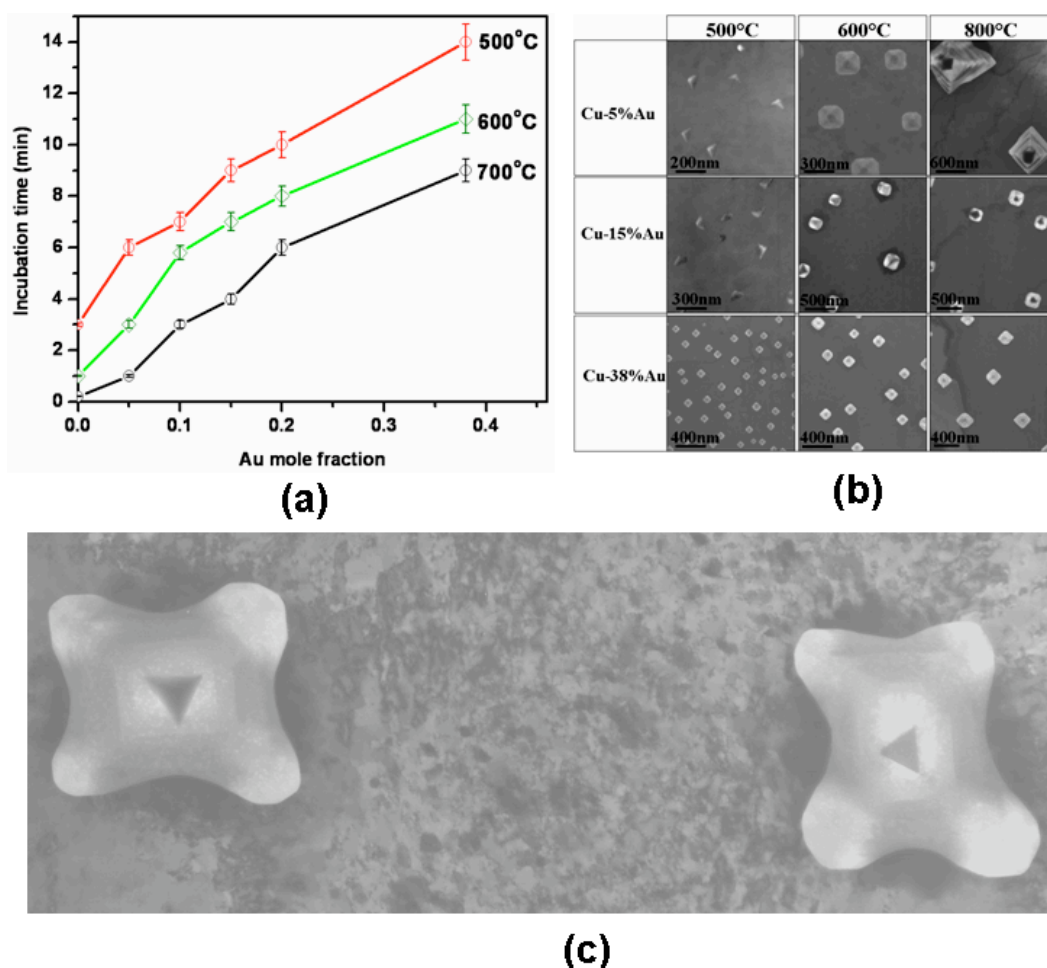 14
12
10
8
6
4
2
0
Incubation time (min)
500°C
600°C
700°C
0.0 0.1 0.2 0.3 0.4
Au mole fraction
(a)
500°C 600°C 800°C
Cu-5%Au
200nm 300nm 600nm
Cu-15%Au
300nm 500nm 500nm
Cu-38%Au
400nm 400nm 400nm
(b)
(c)